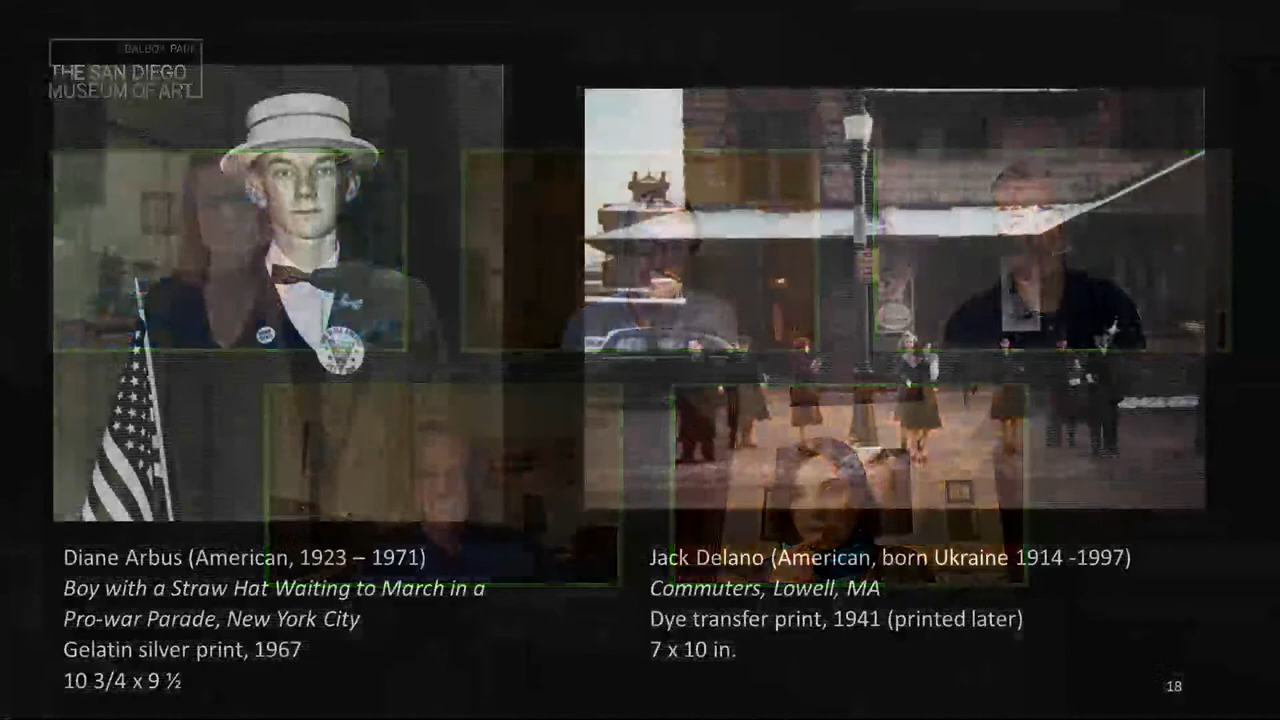 BALBOA PARK
THE SAN DIEGO
MUSEUM OF ART
Diane Arbus (American, 1923 – 1971)
Boy with a Straw Hat Waiting to March in a
Pro-war Parade, New York City
Gelatin silver print, 1967
10 3/4 x 9 ½
Jack Delano (American, born Ukraine 1914 -1997)
Commuters, Lowell, MA
Dye transfer print, 1941 (printed later)
7 x 10 in.
18